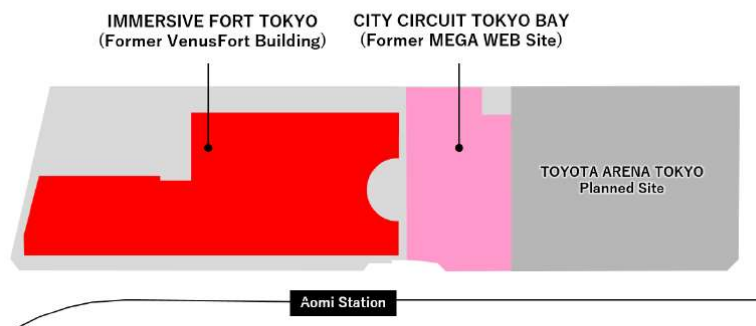 IMMERSIVE FORT TOKYO
(Former VenusFort Building)
CITY CIRCUIT TOKYO BAY
(Former MEGA WEB Site)
TOYOTA ARENA TOKYO
Planned Site
Aomi Station